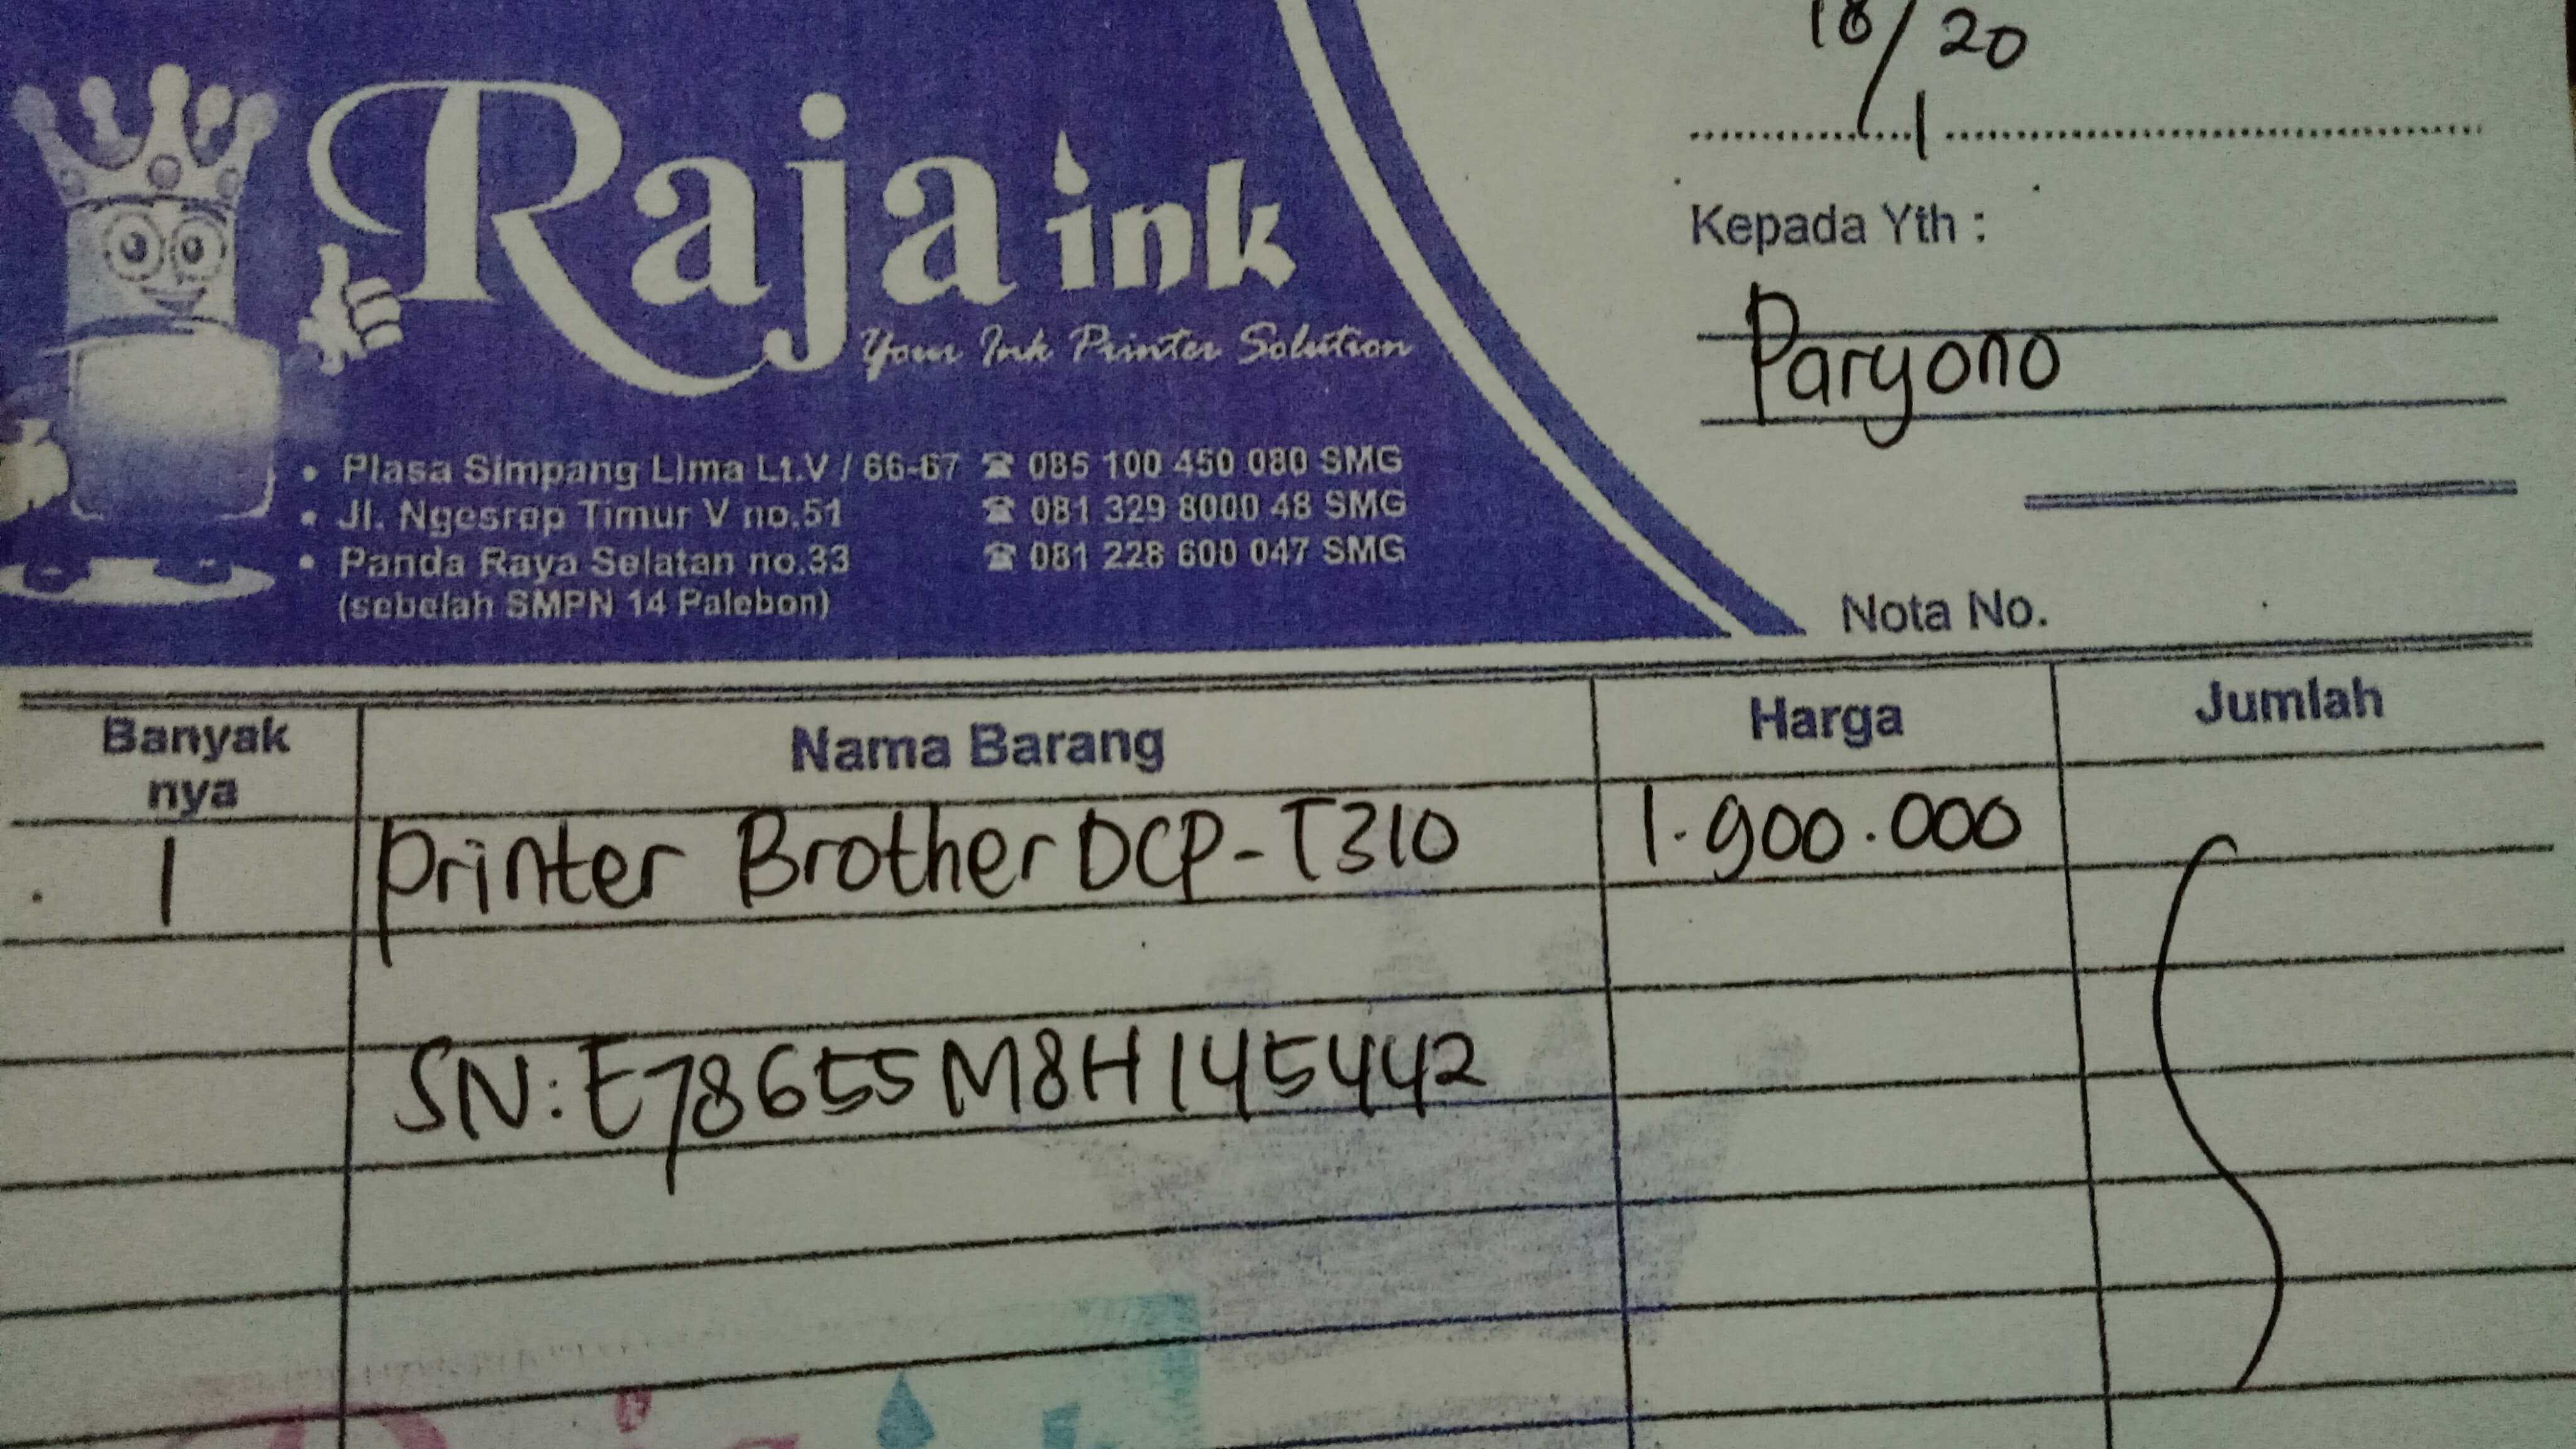 18/20
1
Raja ink
Your Ink Printer Solution
Kepada Yth :
Paryono
• Plasa Simpang Lima Lt.V / 66-67 ☎ 085 100 450 080 SMG
• Jl. Ngesrep Timur V no.51 ☎ 081 329 8000 48 SMG
• Panda Raya Selatan no.33 ☎ 081 228 600 047 SMG
(sebelah SMPN 14 Palebon)
Nota No.
Banyak nya Nama Barang Harga Jumlah
1 Printer Brother DCP-T310 1.900.000
SN: E78655M8H145442
Raja ink